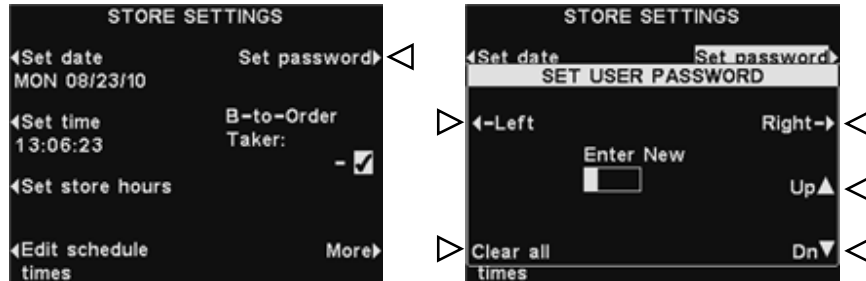 STORE SETTINGS
◀Set date
MON 08/23/10
Set password▶
◀Set time
13:06:23
B-to-Order
Taker:
- ✓
◀Set store hours
◀Edit schedule
times
More▶
STORE SETTINGS
◀Set date
Set password▶
SET USER PASSWORD
◀-Left
Right-▶
Enter New
Up▲
Clear all
Dn▼
times